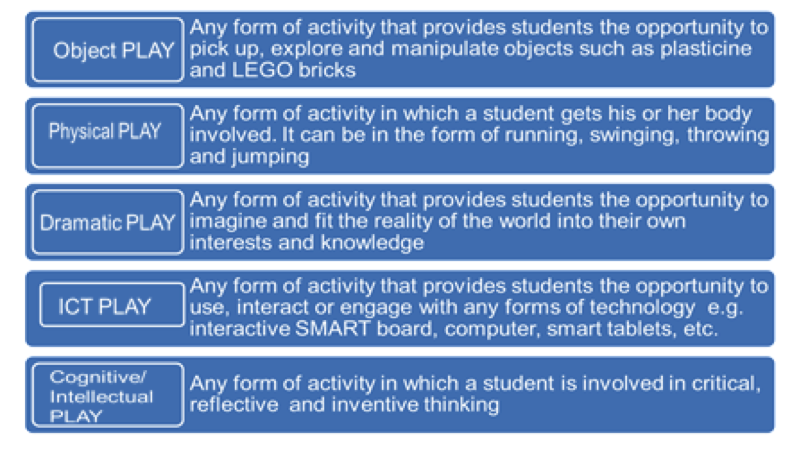 Object PLAY
Any form of activity that provides students the opportunity to
pick up, explore and manipulate objects such as plasticine
and LEGO bricks
Physical PLAY
Any form of activity in which a student gets his or her body
involved. It can be in the form of running, swinging, throwing
and jumping
Dramatic PLAY
Any form of activity that provides students the opportunity to
imagine and fit the reality of the world into their own
interests and knowledge
ICT PLAY
Any form of activity that provides students the opportunity to
use, interact or engage with any forms of technology e.g.
interactive SMART board, computer, smart tablets, etc.
Cognitive/
Intellectual
PLAY
Any form of activity in which a student is involved in critical,
reflective and inventive thinking